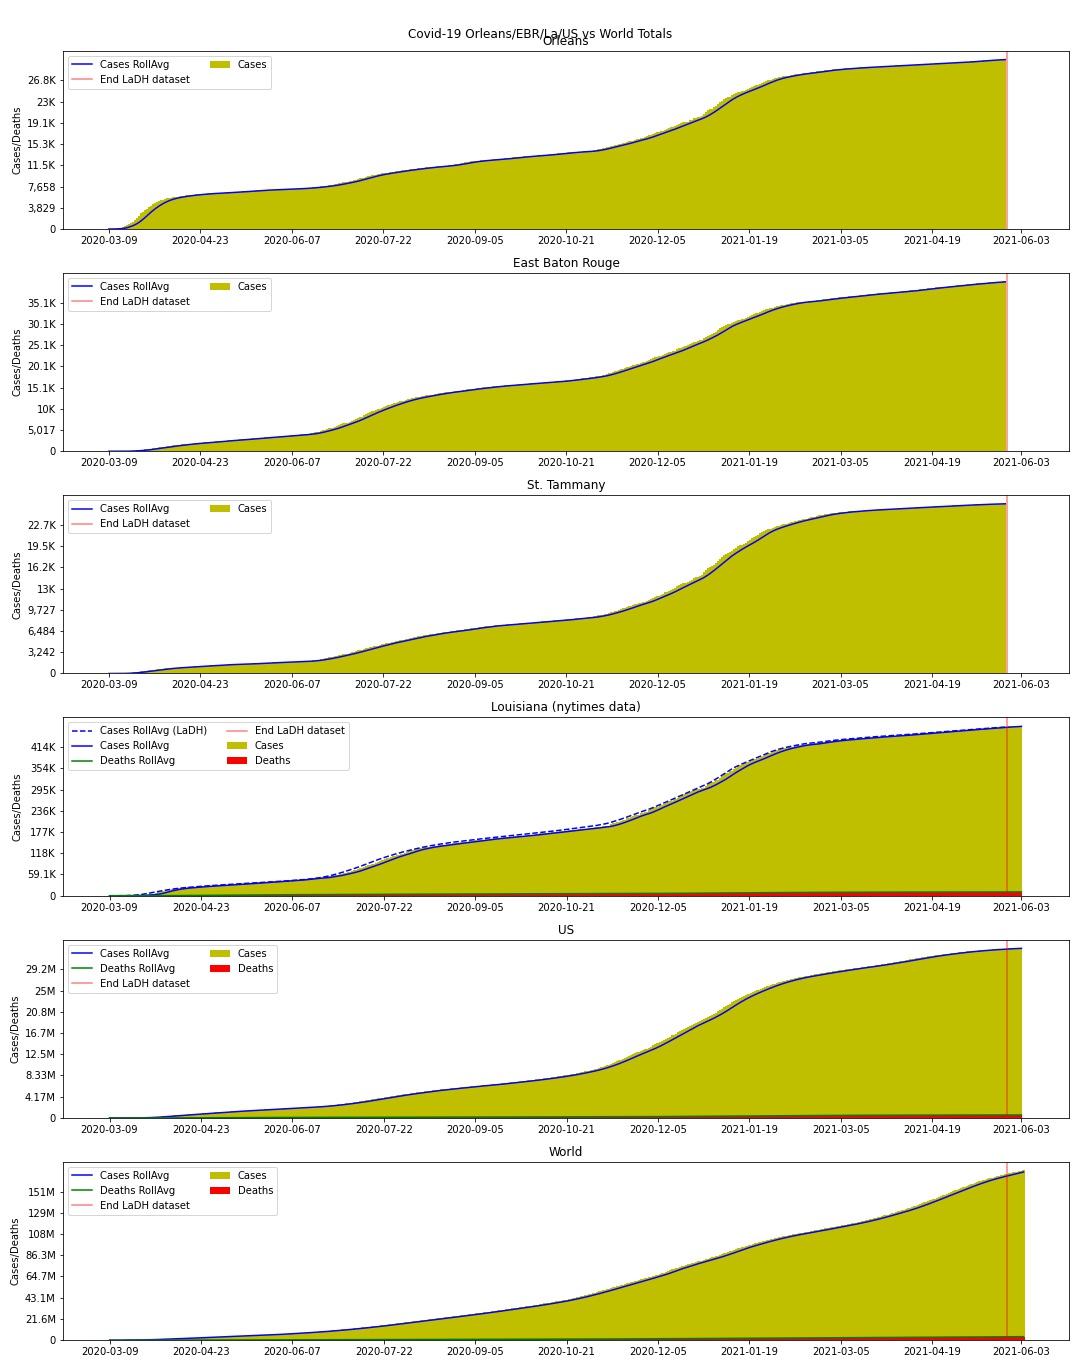 Covid-19 Orleans/EBR/La/US vs World Totals
Orleans
Cases RollAvg
End LaDH dataset
Cases
Cases/Deaths
26.8K
23K
19.1K
15.3K
11.5K
7,658
3,829
0
2020-03-09 2020-04-23 2020-06-07 2020-07-22 2020-09-05 2020-10-21 2020-12-05 2021-01-19 2021-03-05 2021-04-19 2021-06-03
East Baton Rouge
Cases RollAvg
End LaDH dataset
Cases
Cases/Deaths
35.1K
30.1K
25.1K
20.1K
15.1K
10K
5,017
0
2020-03-09 2020-04-23 2020-06-07 2020-07-22 2020-09-05 2020-10-21 2020-12-05 2021-01-19 2021-03-05 2021-04-19 2021-06-03
St. Tammany
Cases RollAvg
End LaDH dataset
Cases
Cases/Deaths
22.7K
19.5K
16.2K
13K
9,727
6,484
3,242
0
2020-03-09 2020-04-23 2020-06-07 2020-07-22 2020-09-05 2020-10-21 2020-12-05 2021-01-19 2021-03-05 2021-04-19 2021-06-03
Louisiana (nytimes data)
Cases RollAvg (LaDH)
Cases RollAvg
Deaths RollAvg
End LaDH dataset
Cases
Deaths
Cases/Deaths
414K
354K
295K
236K
177K
118K
59.1K
0
2020-03-09 2020-04-23 2020-06-07 2020-07-22 2020-09-05 2020-10-21 2020-12-05 2021-01-19 2021-03-05 2021-04-19 2021-06-03
US
Cases RollAvg
Deaths RollAvg
End LaDH dataset
Cases
Deaths
Cases/Deaths
29.2M
25M
20.8M
16.7M
12.5M
8.33M
4.17M
0
2020-03-09 2020-04-23 2020-06-07 2020-07-22 2020-09-05 2020-10-21 2020-12-05 2021-01-19 2021-03-05 2021-04-19 2021-06-03
World
Cases RollAvg
Deaths RollAvg
End LaDH dataset
Cases
Deaths
Cases/Deaths
151M
129M
108M
86.3M
64.7M
43.1M
21.6M
0
2020-03-09 2020-04-23 2020-06-07 2020-07-22 2020-09-05 2020-10-21 2020-12-05 2021-01-19 2021-03-05 2021-04-19 2021-06-03